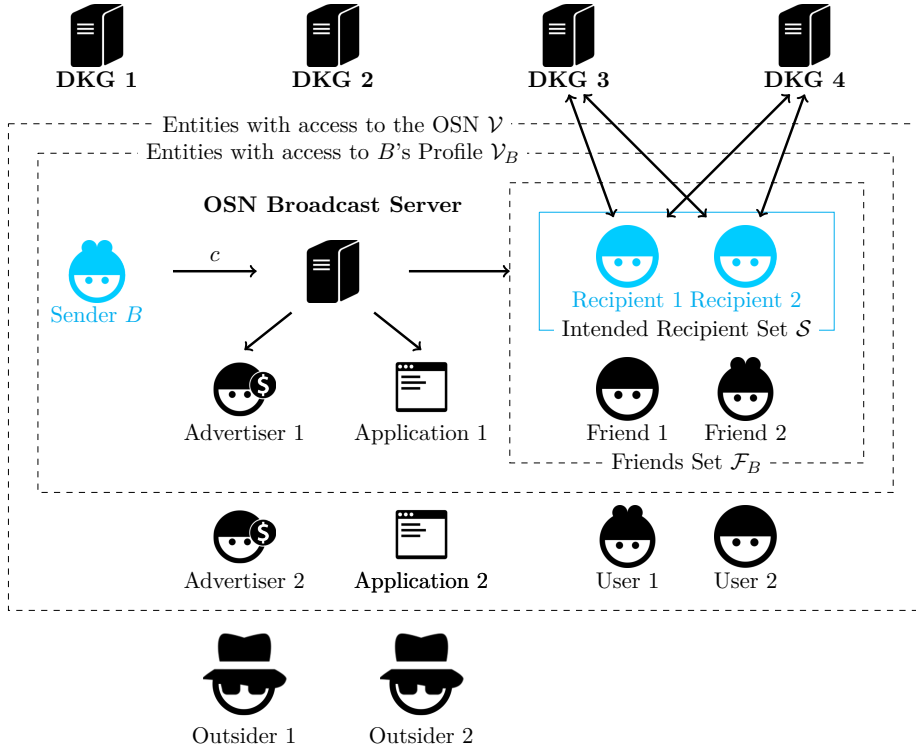 DKG 1 DKG 2 DKG 3 DKG 4
Entities with access to the OSN 𝒱
Entities with access to B's Profile 𝒱_B
OSN Broadcast Server
c
$
Sender B
Recipient 1 Recipient 2
Intended Recipient Set 𝒮
$
Advertiser 1 Application 1 Friend 1 Friend 2
Friends Set ℱ_B
Advertiser 2 Application 2 User 1 User 2
Outsider 1 Outsider 2